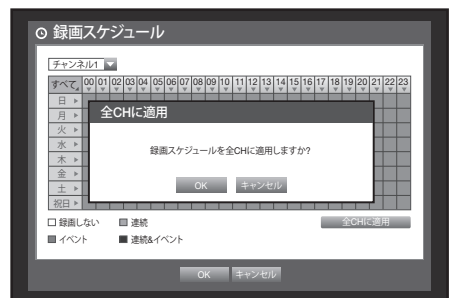 録画スケジュール
チャンネル1
すべて 00 01 02 03 04 05 06 07 08 09 10 11 12 13 14 15 16 17 18 19 20 21 22 23
日
月
火
水
木
金
土
祝日
全CHに適用
録画スケジュールを全CHに適用しますか?
OK キャンセル
録画しない 連続 全CHに適用
イベント 連続&イベント
OK キャンセル